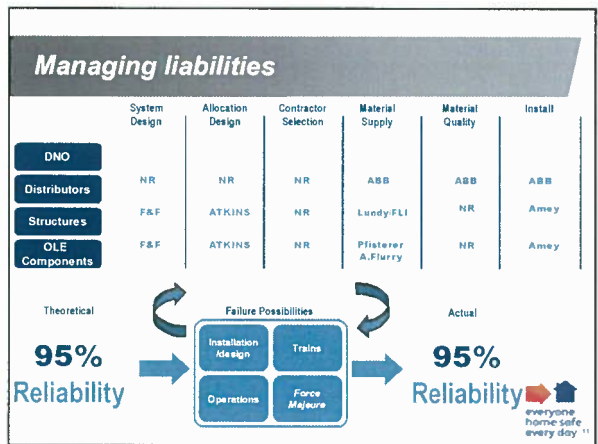 Managing liabilities
System Design
Allocation Design
Contractor Selection
Material Supply
Material Quality
Install
DNO
Distributors
NR
NR
NR
ABB
ABB
ABB
Structures
F&F
ATKINS
NR
Lundy/FLI
NR
Amey
OLE Components
F&F
ATKINS
NR
Pfisterer
A.Flurry
NR
Amey
Theoretical
95%
Reliability
Failure Possibilities
Installation
/design
Trains
Operations
Force
Majeure
Actual
95%
Reliability
everyone
home safe
every day
11